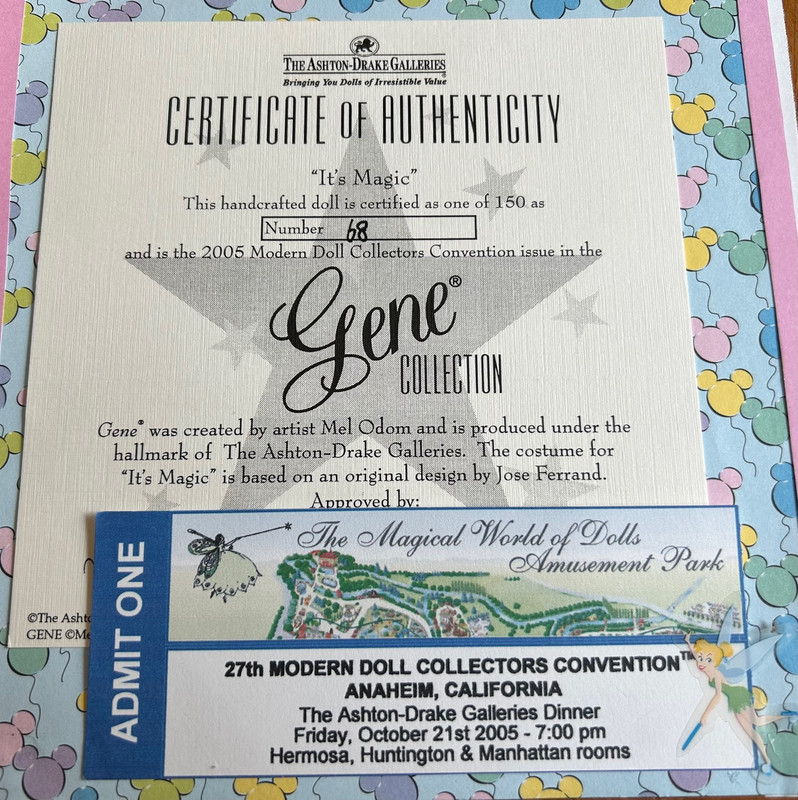 THE ASHTON-DRAKE GALLERIES
Bringing You Dolls of Irresistible Value®
CERTIFICATE OF AUTHENTICITY
“It’s Magic”
This handcrafted doll is certified as one of 150 as
Number 68
and is the 2005 Modern Doll Collectors Convention issue in the
Gene®
COLLECTION
Gene® was created by artist Mel Odom and is produced under the
hallmark of The Ashton-Drake Galleries. The costume for
“It’s Magic” is based on an original design by Jose Ferrand.
Approved by:
©The
GENE
ADMIT ONE
The Magical World of Dolls
Amusement Park
27th MODERN DOLL COLLECTORS CONVENTION™
ANAHEIM, CALIFORNIA
The Ashton-Drake Galleries Dinner
Friday, October 21st 2005 - 7:00 pm
Hermosa, Huntington & Manhattan rooms